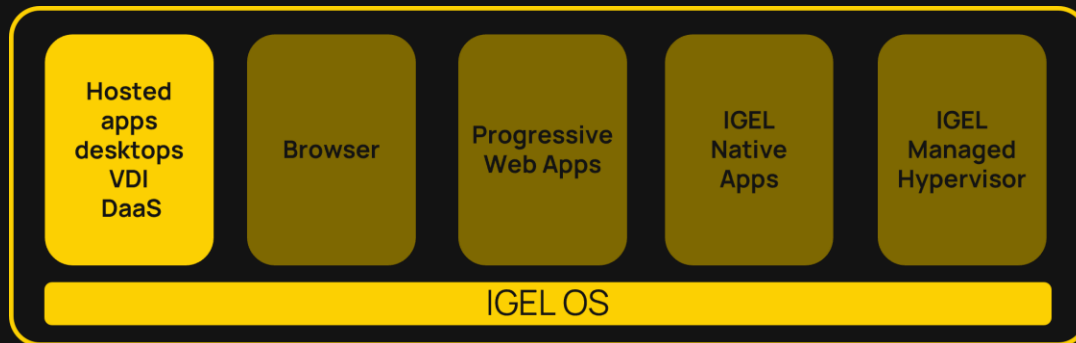 Hosted
apps
desktops
VDI
DaaS
Browser
Progressive
Web Apps
IGEL
Native
Apps
IGEL
Managed
Hypervisor
IGEL OS